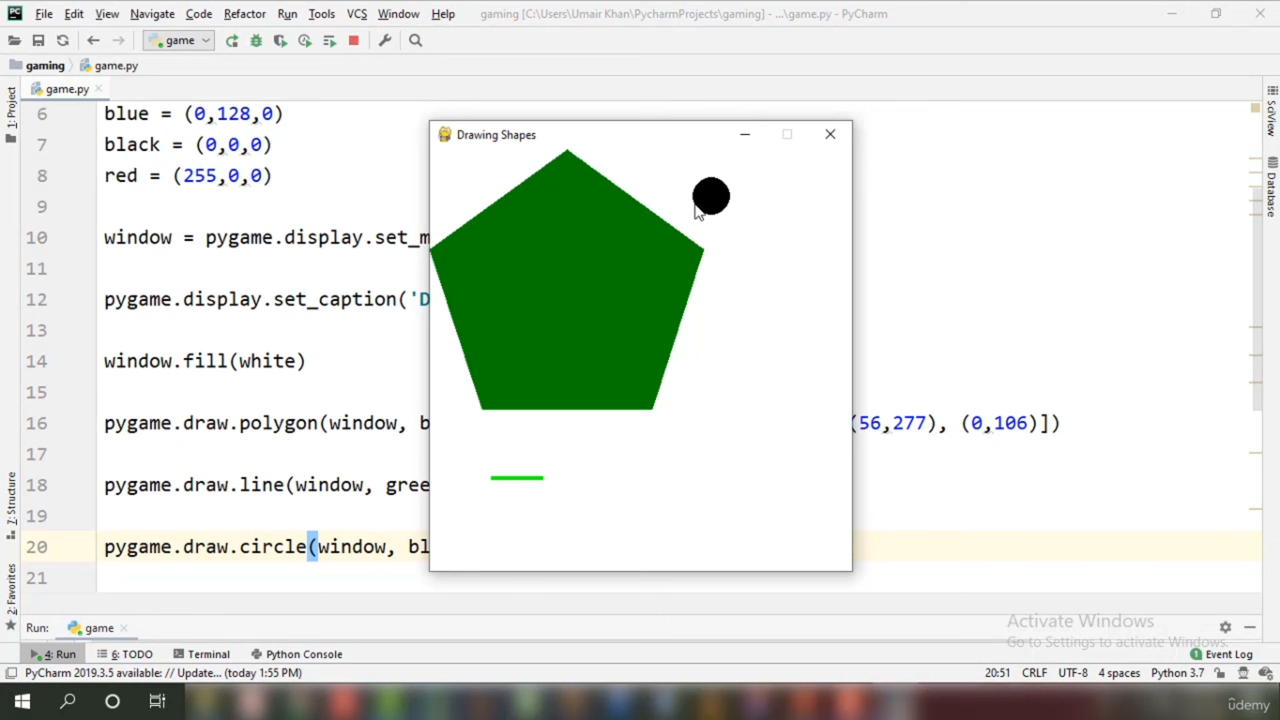 PC File Edit View Navigate Code Refactor Run Tools VCS Window Help gaming [C:\Users\Umair Khan\PycharmProjects\gaming] - ...\game.py - PyCharm
game
gaming game.py
game.py
1: Project
SciView
Database
7: Structure
2: Favorites
6 blue = (0,128,0)
7 black = (0,0,0)
8 red = (255,0,0)
9
10 window = pygame.display.set_m
11
12 pygame.display.set_caption('D
13
14 window.fill(white)
15
16 pygame.draw.polygon(window, b (56,277), (0,106)])
17
18 pygame.draw.line(window, gree
19
20 pygame.draw.circle(window, bl
21
Drawing Shapes
Activate Windows
Go to Settings to activate Windows.
Run: game
4: Run 6: TODO Terminal Python Console 1 Event Log
PyCharm 2019.3.5 available: // Update... (today 1:55 PM) 20:51 CRLF UTF-8 4 spaces Python 3.7
ûdemy